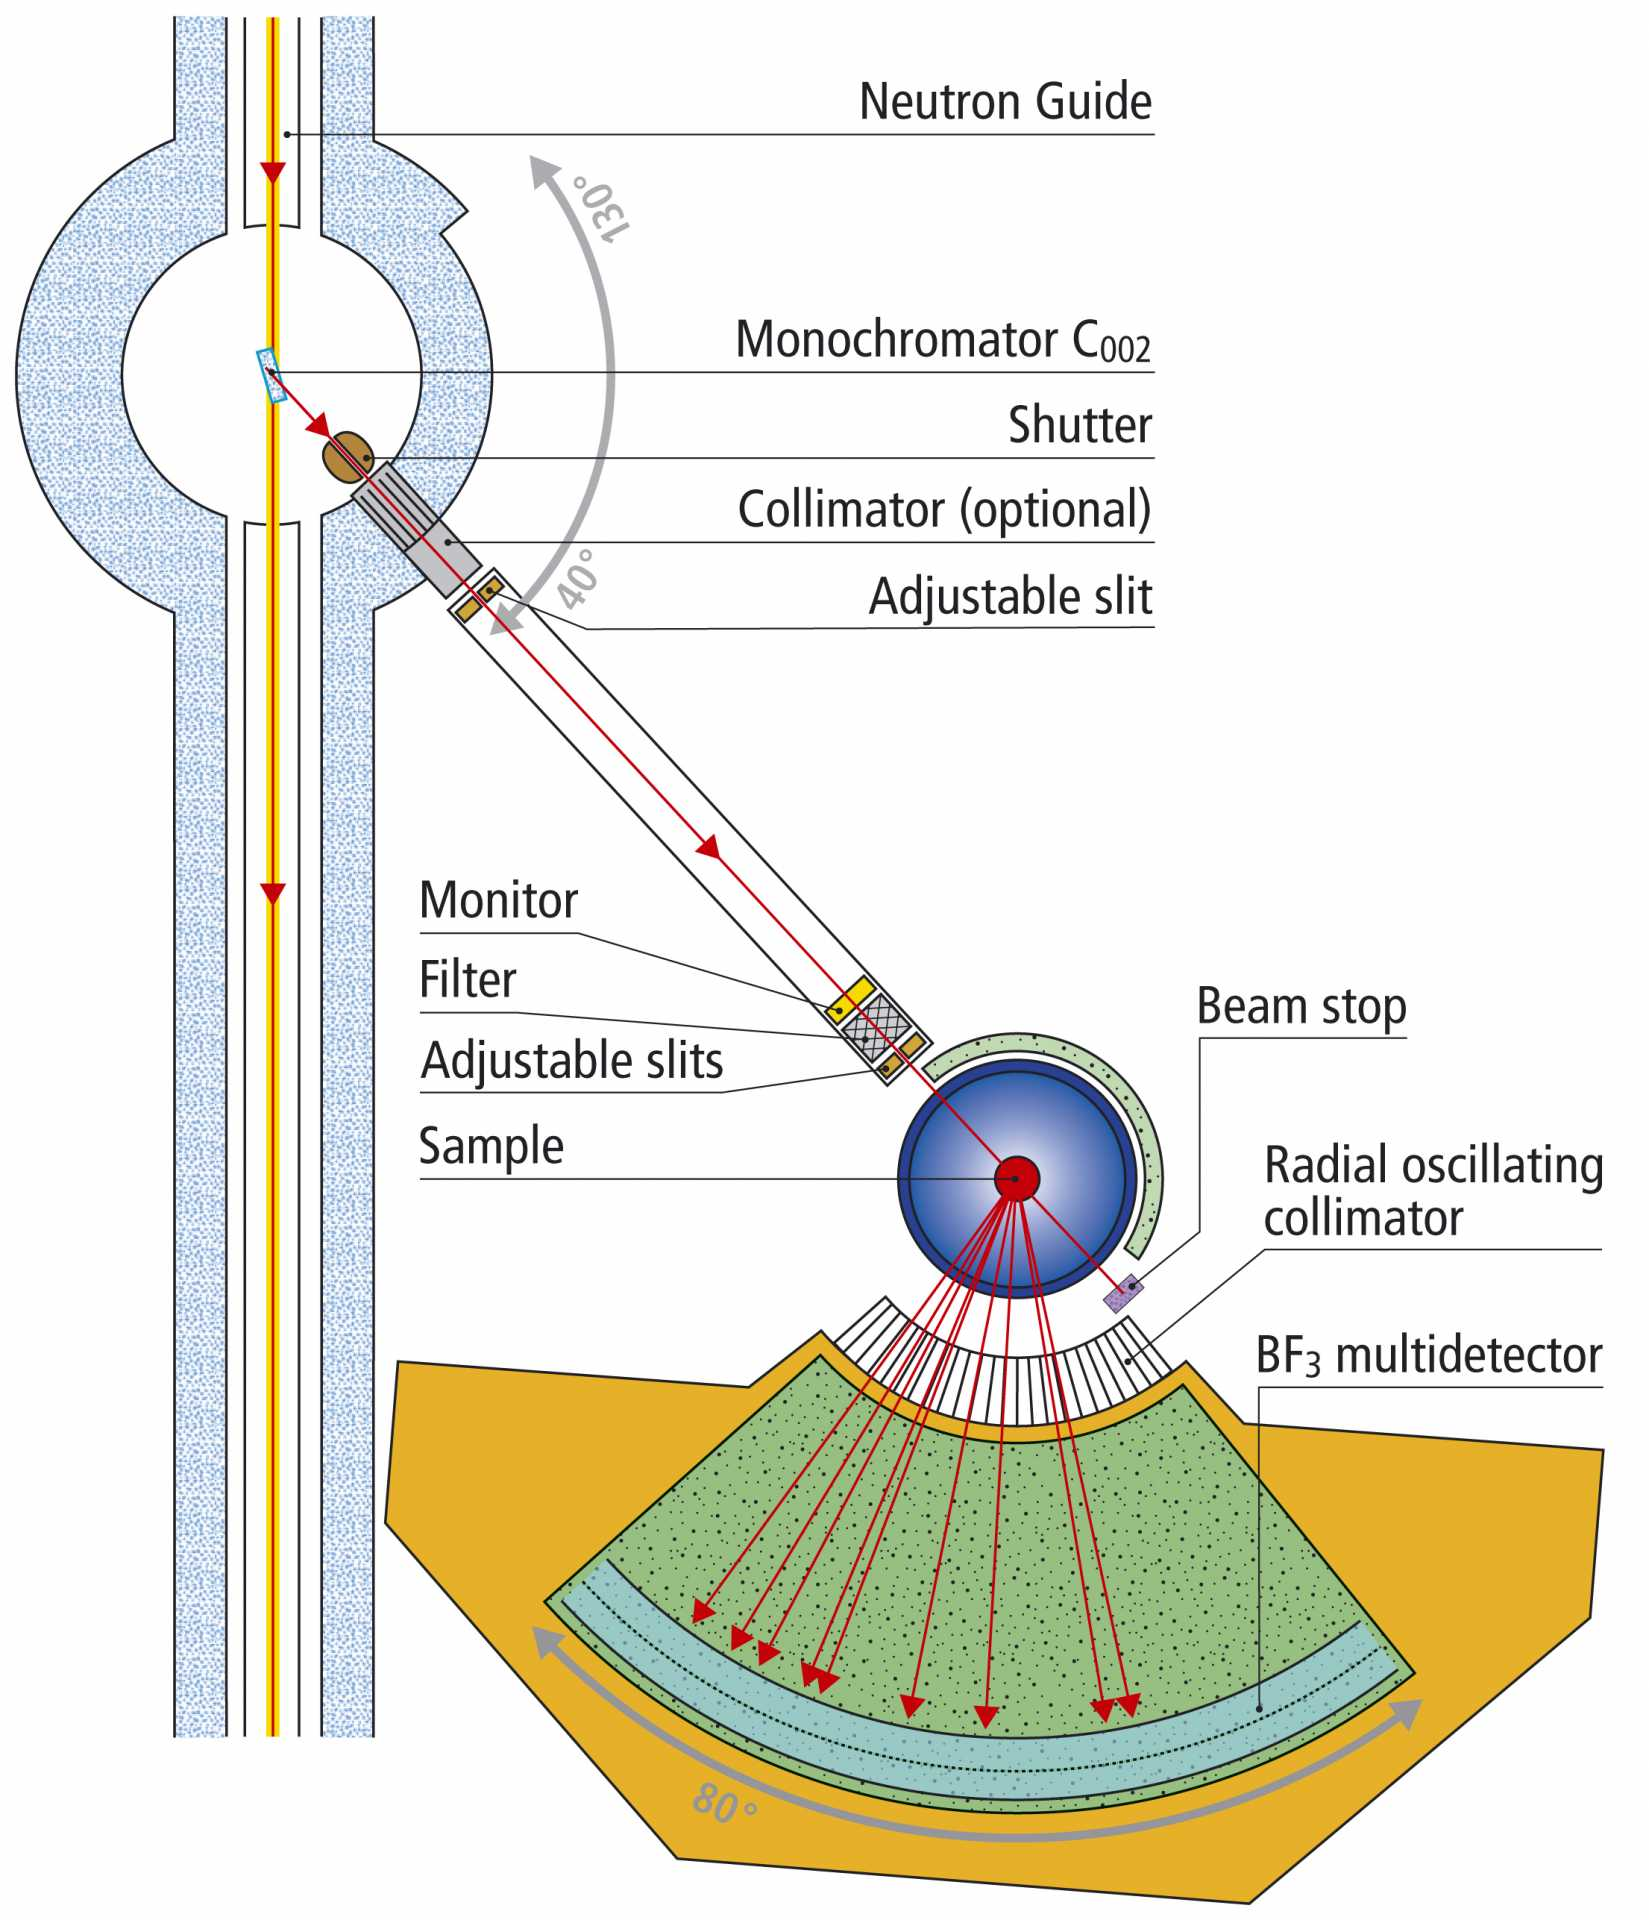 Neutron Guide
130°
Monochromator C₀₀₂
Shutter
Collimator (optional)
40°
Adjustable slit
Monitor
Filter
Adjustable slits
Sample
Beam stop
Radial oscillating
collimator
BF₃ multidetector
80°